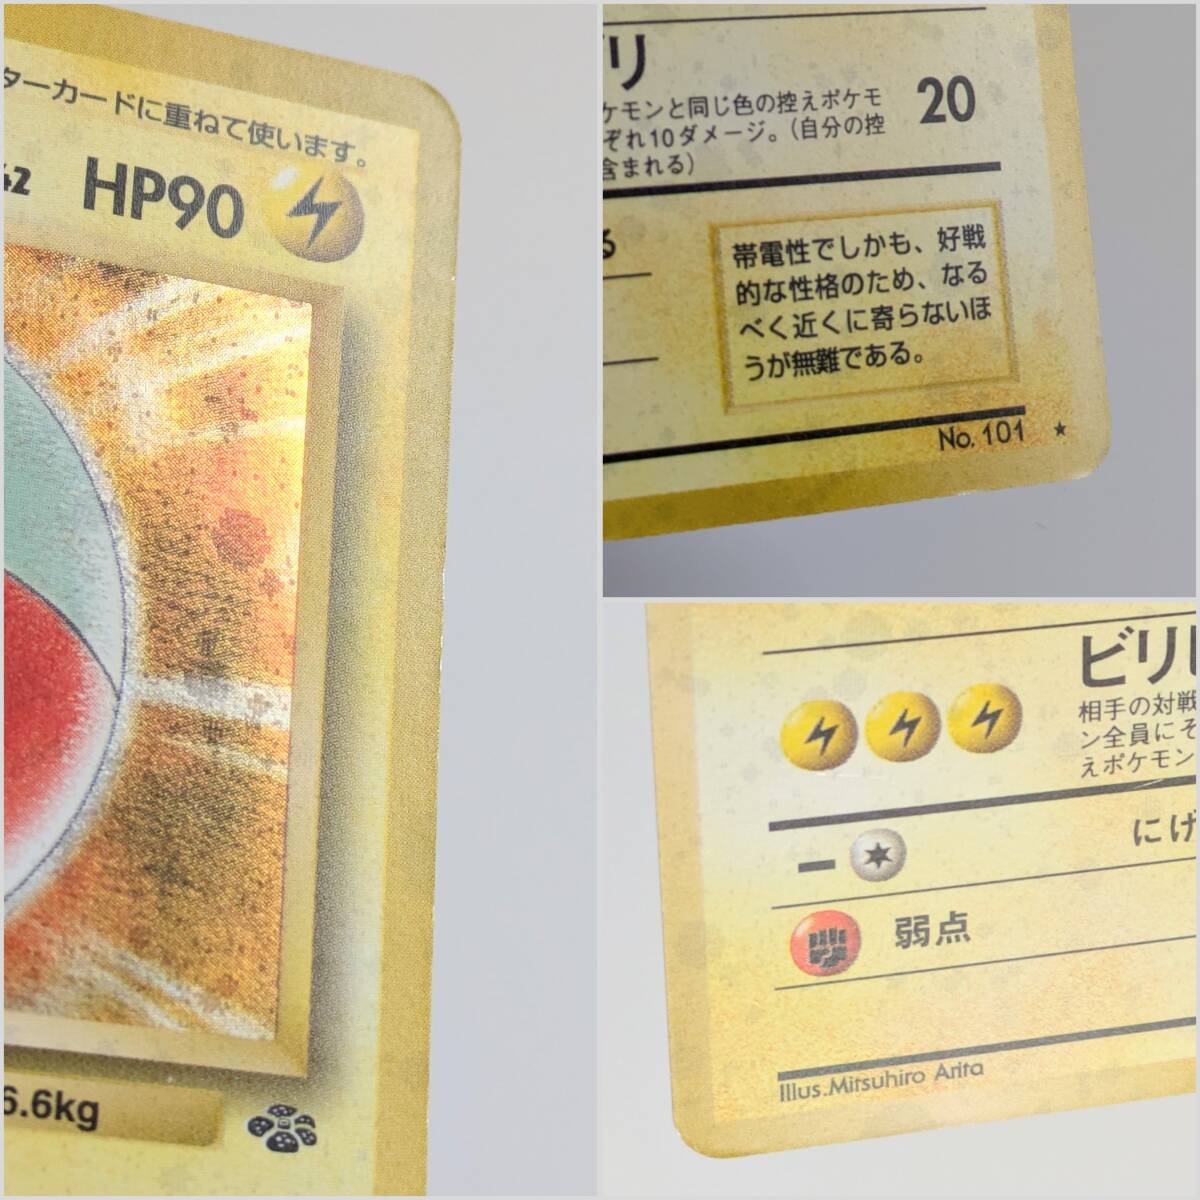 ターカードに重ねて使います。
42 HP90
6.6kg
リ
ケモンと同じ色の控えポケモ 20
ぞれ10ダメージ。(自分の控
含まれる)
る
帯電性でしかも、好戦
的な性格のため、なる
べく近くに寄らないほ
うが無難である。
No. 101 ★
ビリ
相手の対戦
ン全員にそ
えポケモン
にげ
弱点
Illus.Mitsuhiro Arita